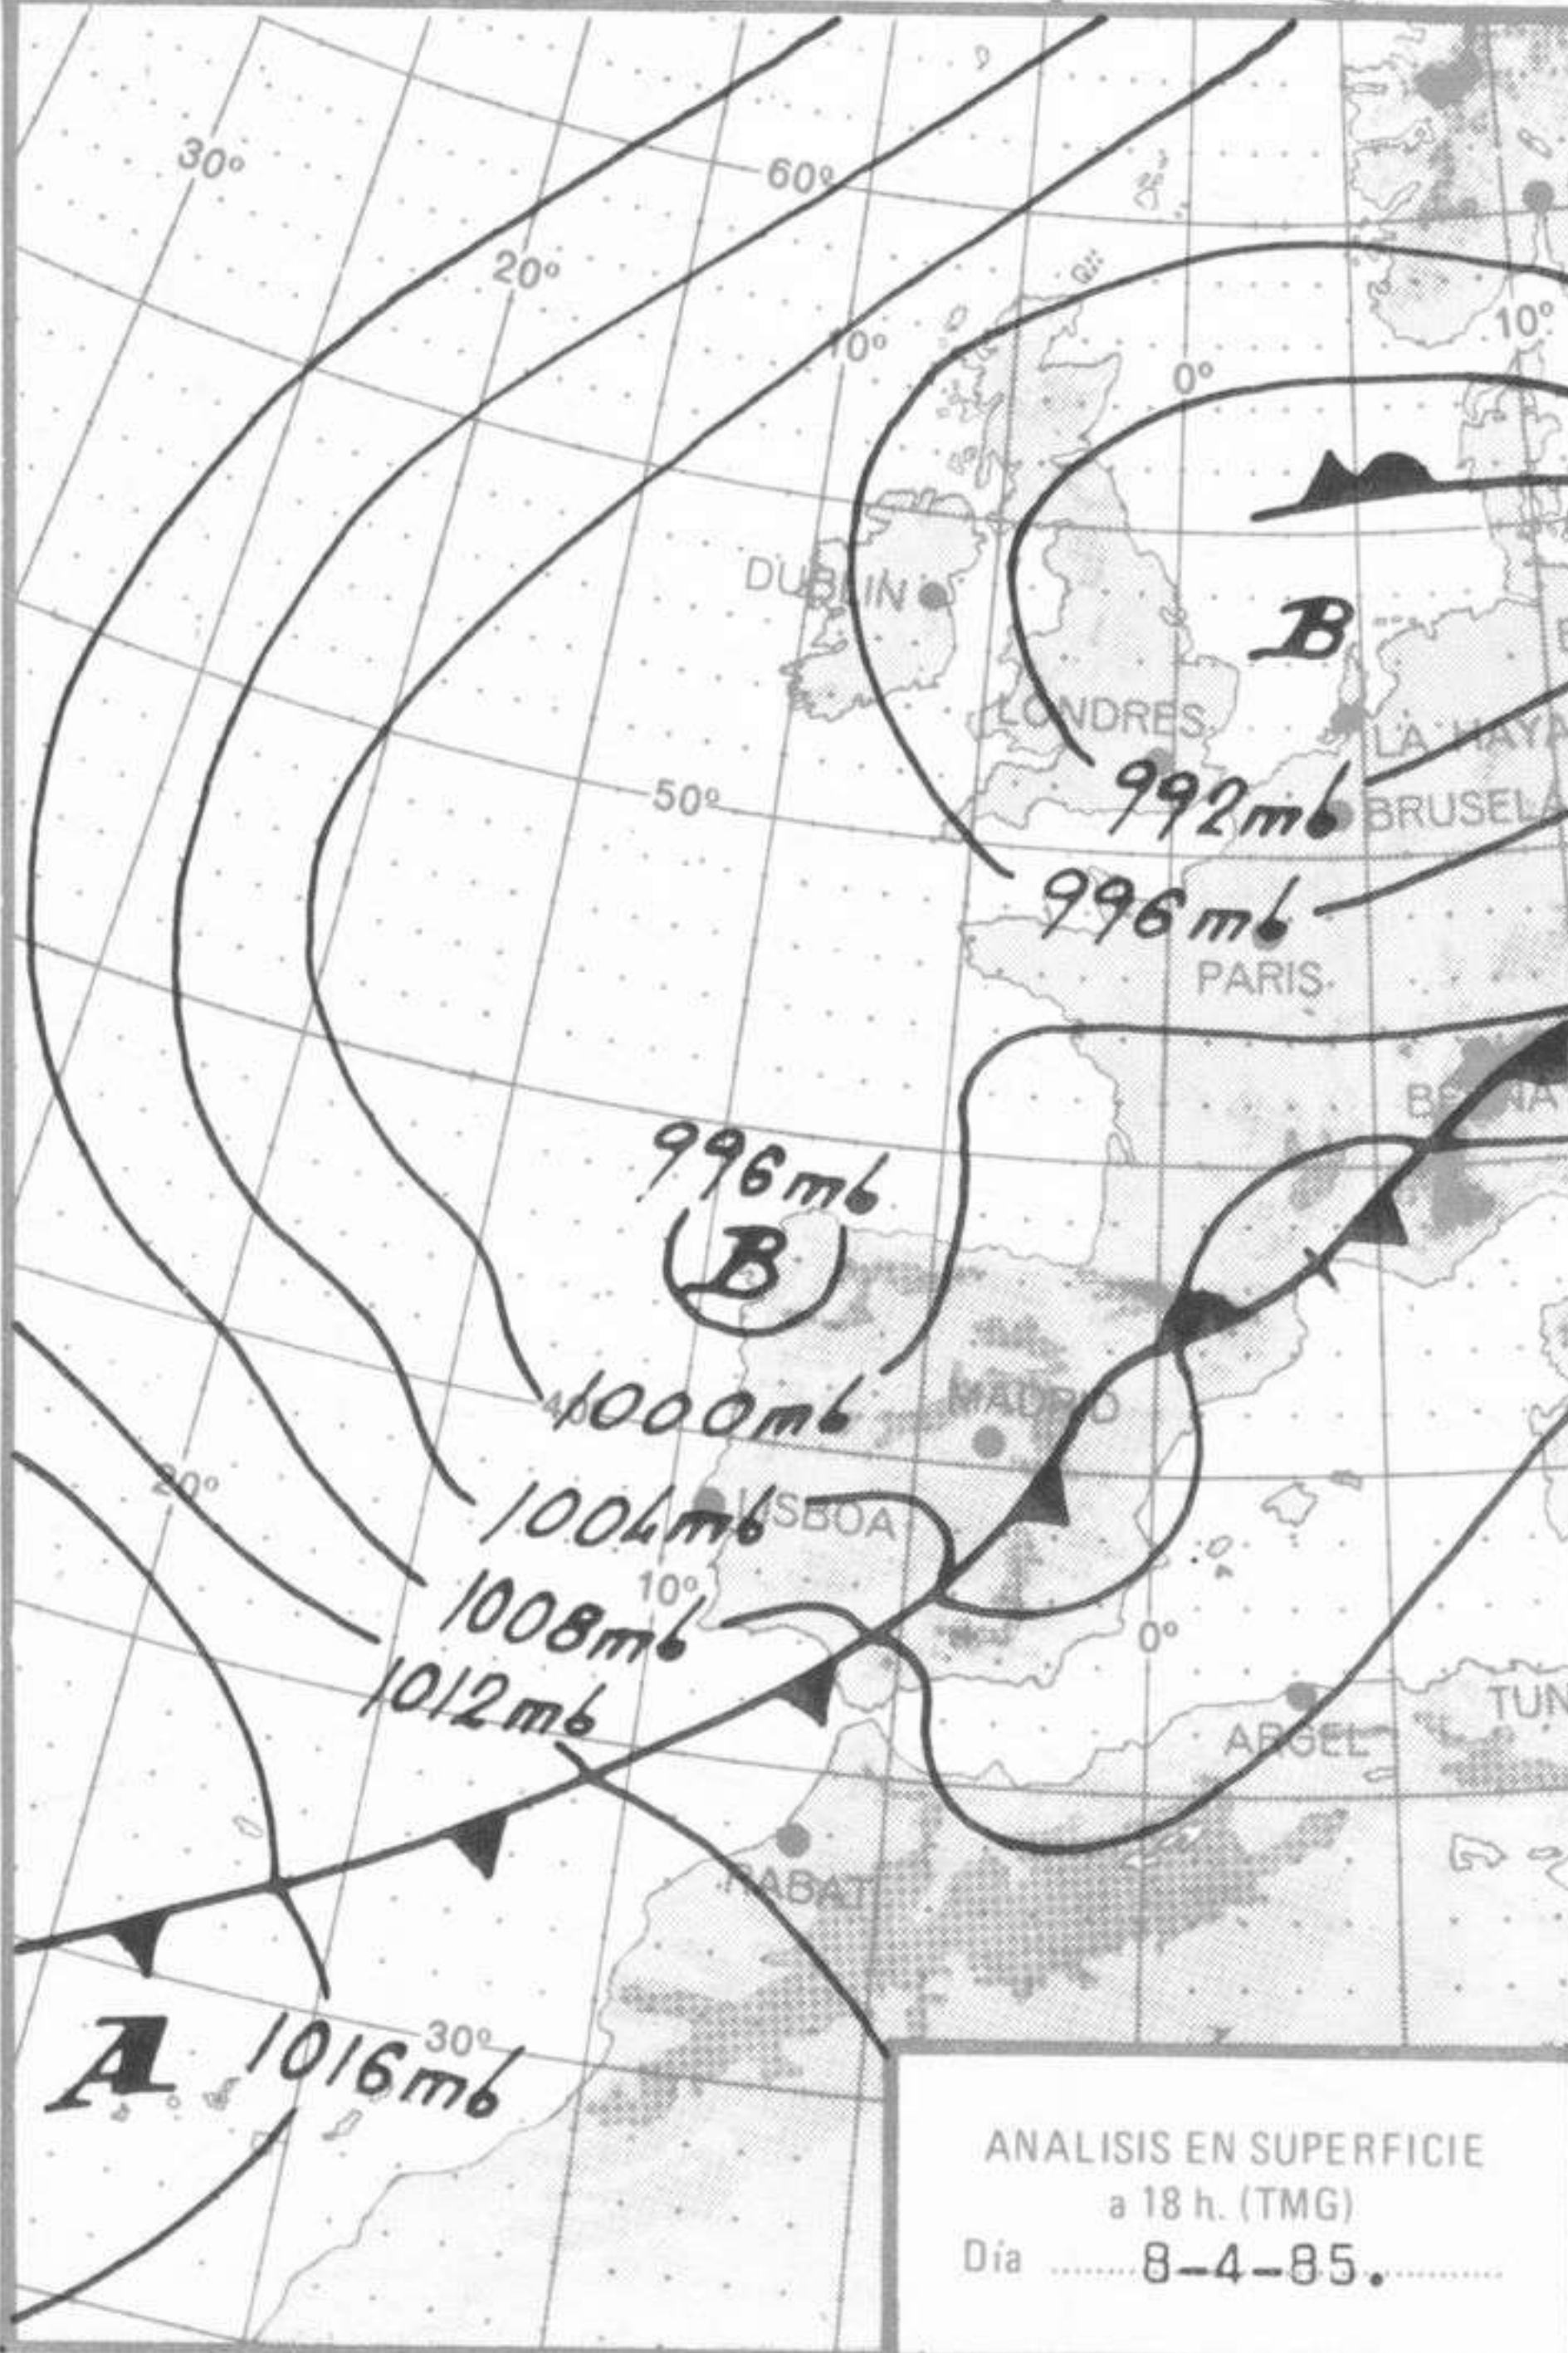 30º
60º
20º
10º
10º
0º
DUBLIN
B
LONDRES
LA HAYA
992mb
50º
BRUSELA
996mb
PARIS
BERNA
996mb
B
1000mb
40º
MADRID
20º
1004mb
LISBOA
10º
1008mb
0º
1012mb
TUN
ARGEL
RABAT
A
1016mb
30º
ANALISIS EN SUPERFICIE
a 18 h. (TMG)
Día 8-4-85.